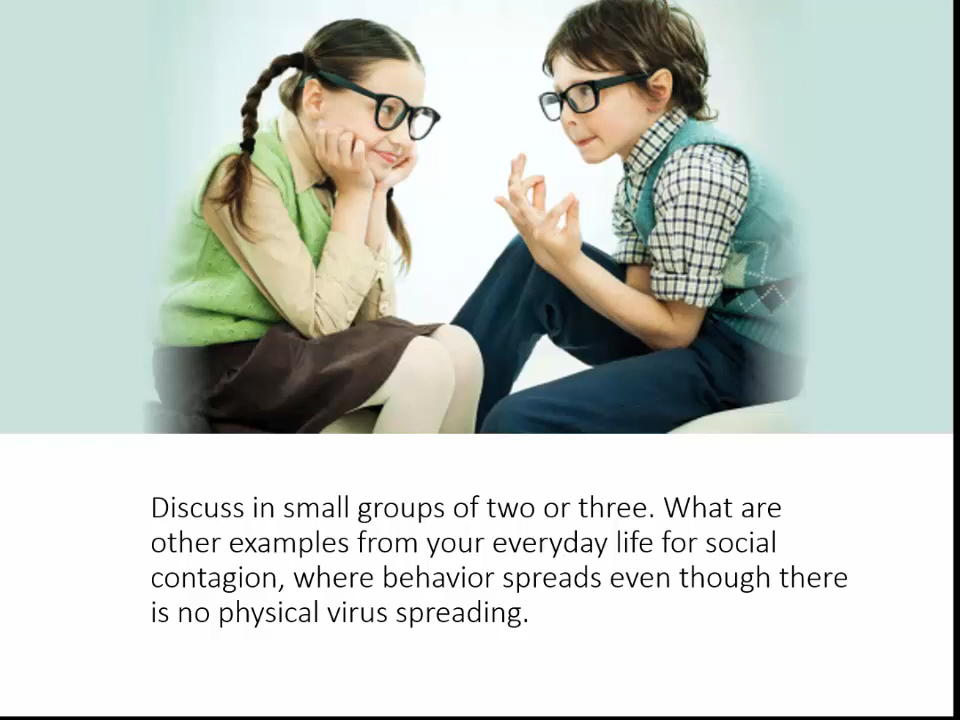 Discuss in small groups of two or three. What are
other examples from your everyday life for social
contagion, where behavior spreads even though there
is no physical virus spreading.